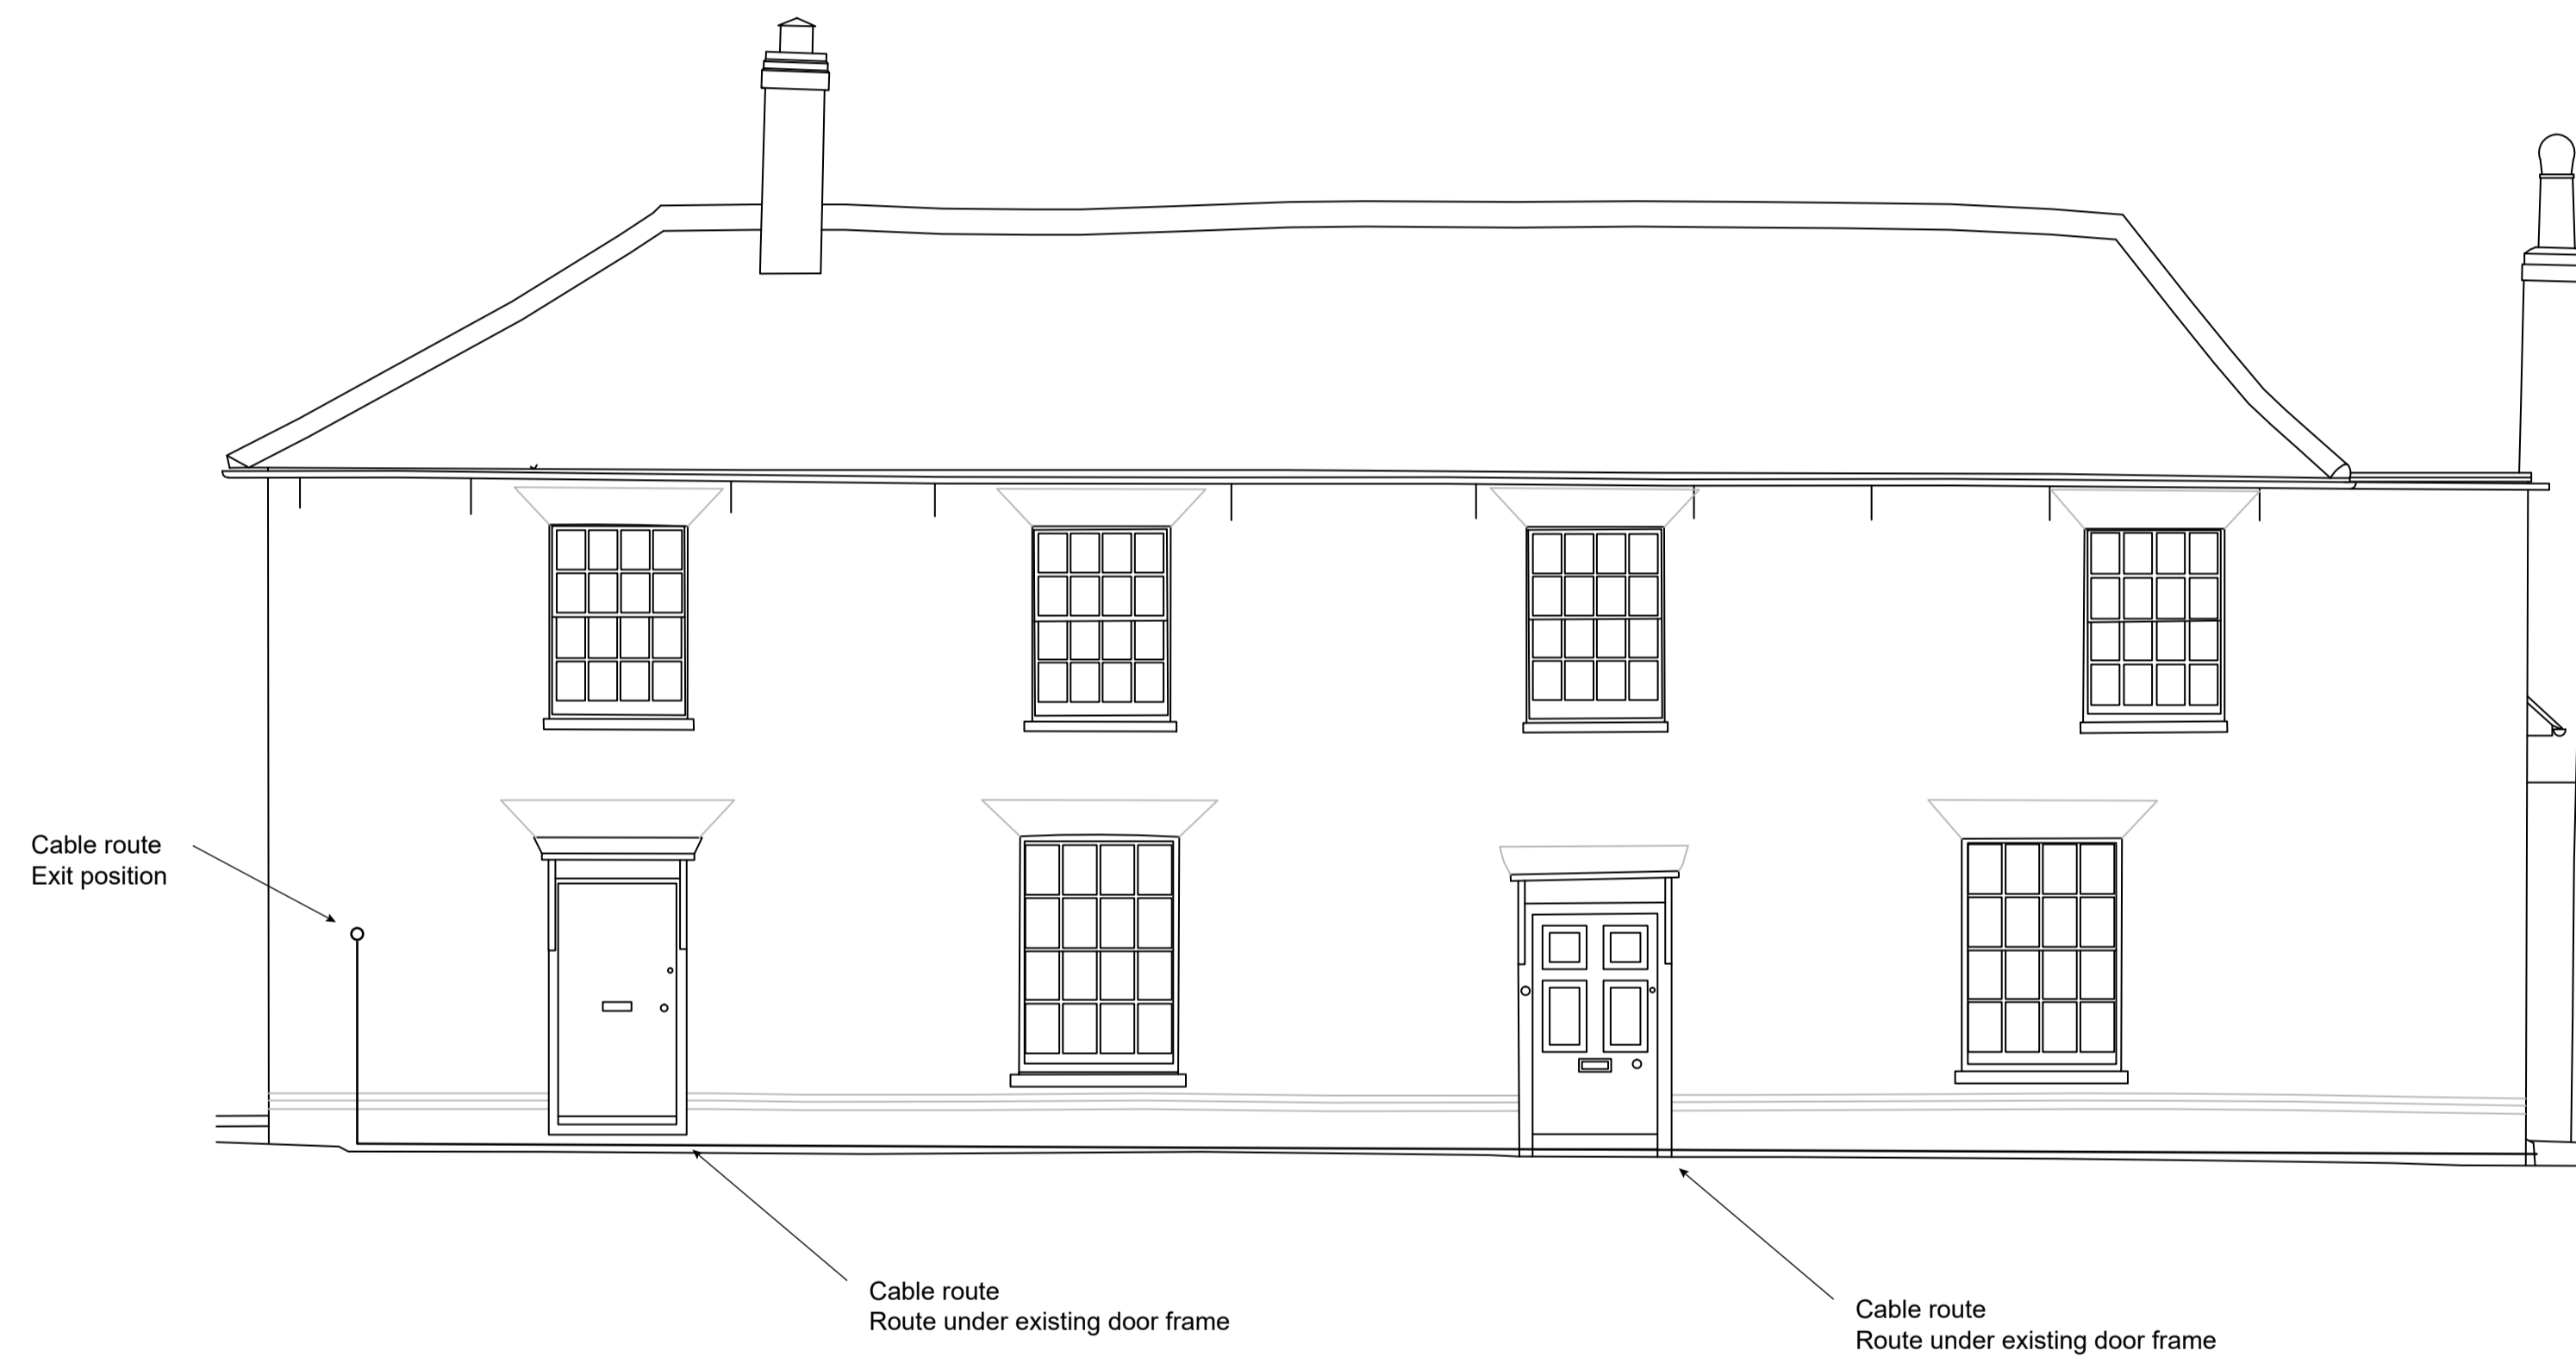 Cable route
Exit position
Cable route
Route under existing door frame
Cable route
Route under existing door frame